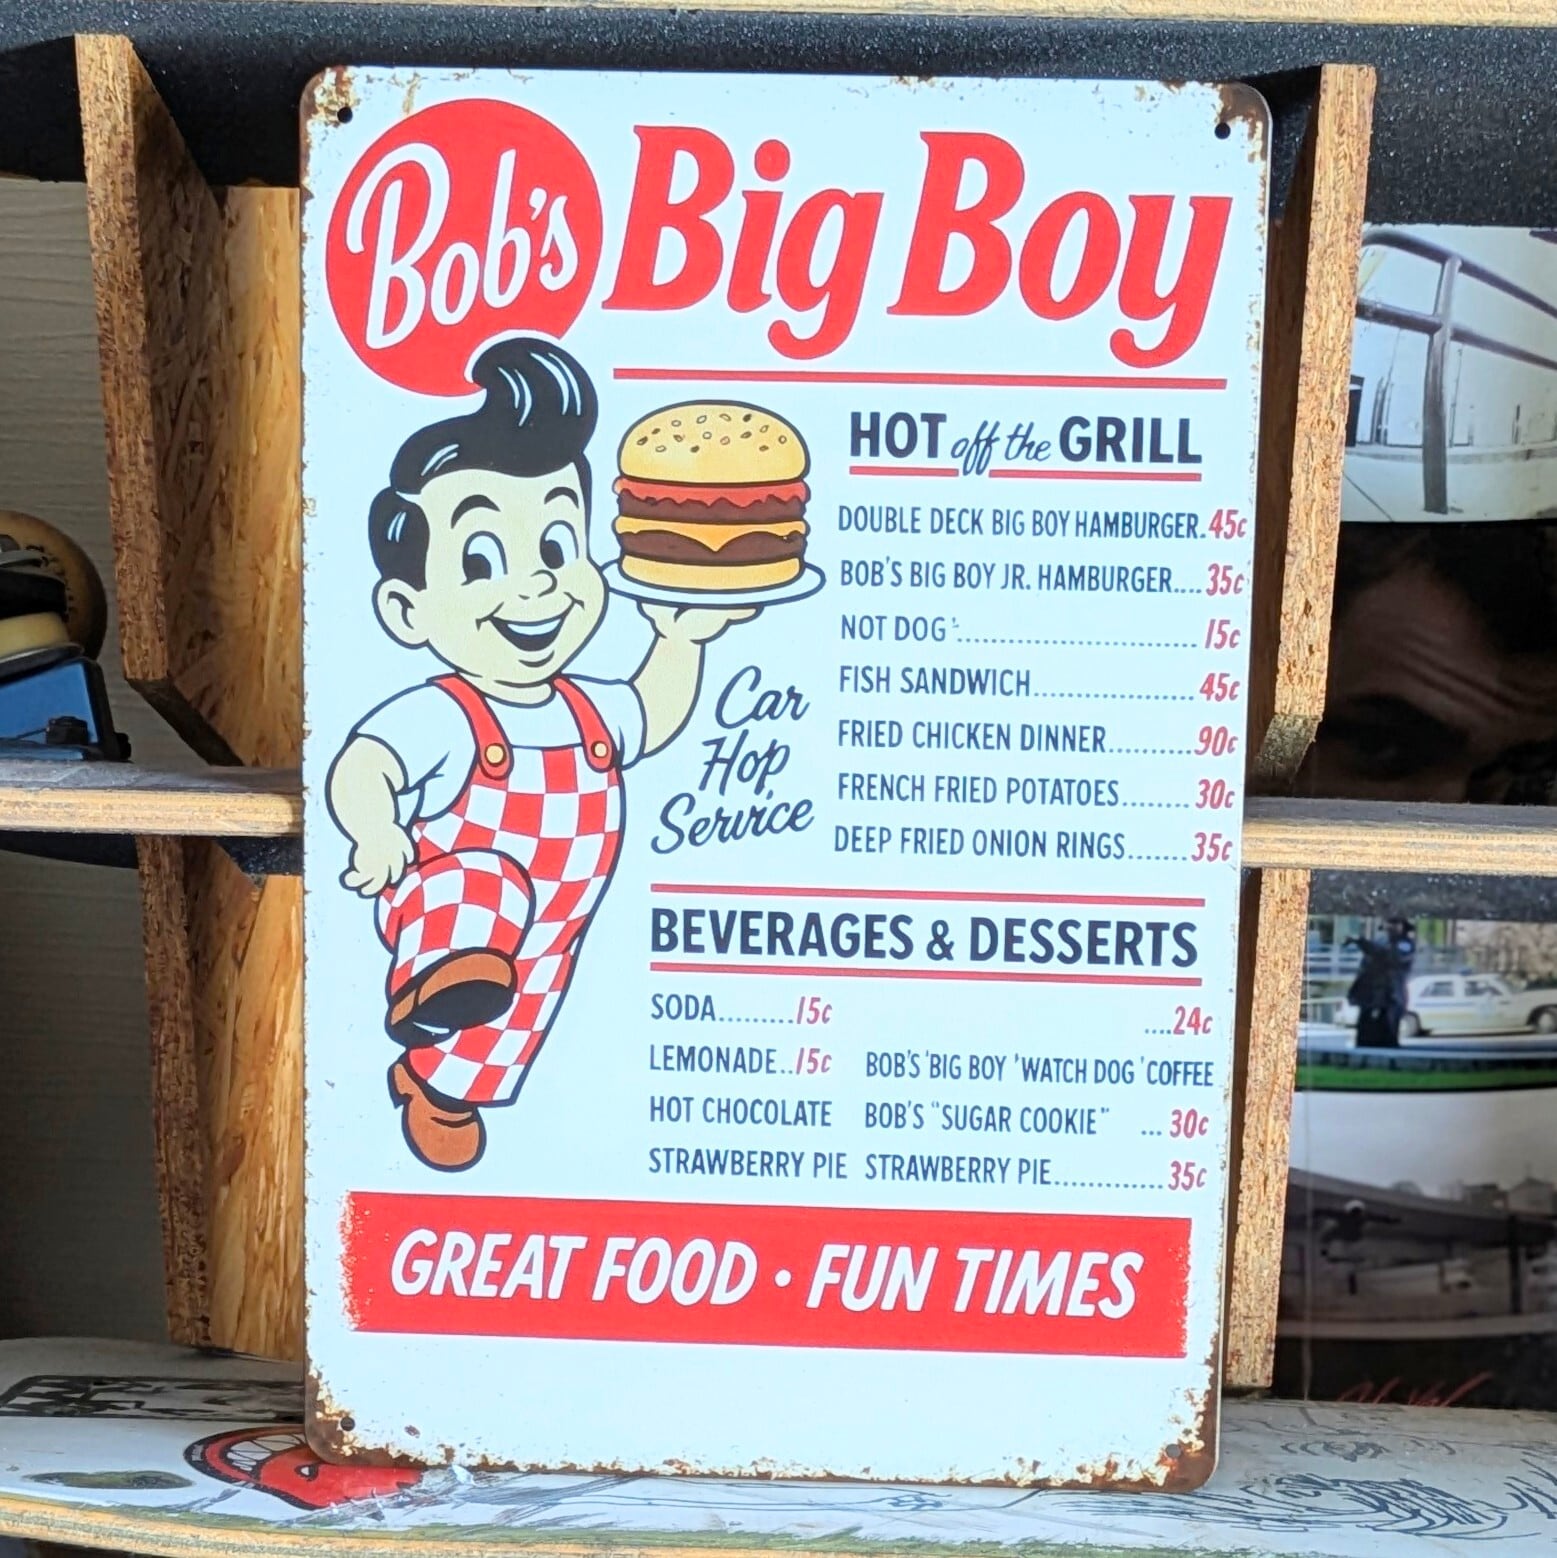 Bob's Big Boy
HOT off the GRILL
DOUBLE DECK BIG BOY HAMBURGER.45c
BOB'S BIG BOY JR. HAMBURGER....35c
NOT DOG'..........................15c
FISH SANDWICH...................45c
FRIED CHICKEN DINNER..........90c
FRENCH FRIED POTATOES........30c
DEEP FRIED ONION RINGS.......35c
Car
Hop
Service
BEVERAGES & DESSERTS
SODA.........15c
LEMONADE..15c
HOT CHOCOLATE
STRAWBERRY PIE
....24c
BOB'S 'BIG BOY 'WATCH DOG' COFFEE
BOB'S "SUGAR COOKIE" ... 30c
STRAWBERRY PIE.............35c
GREAT FOOD · FUN TIMES